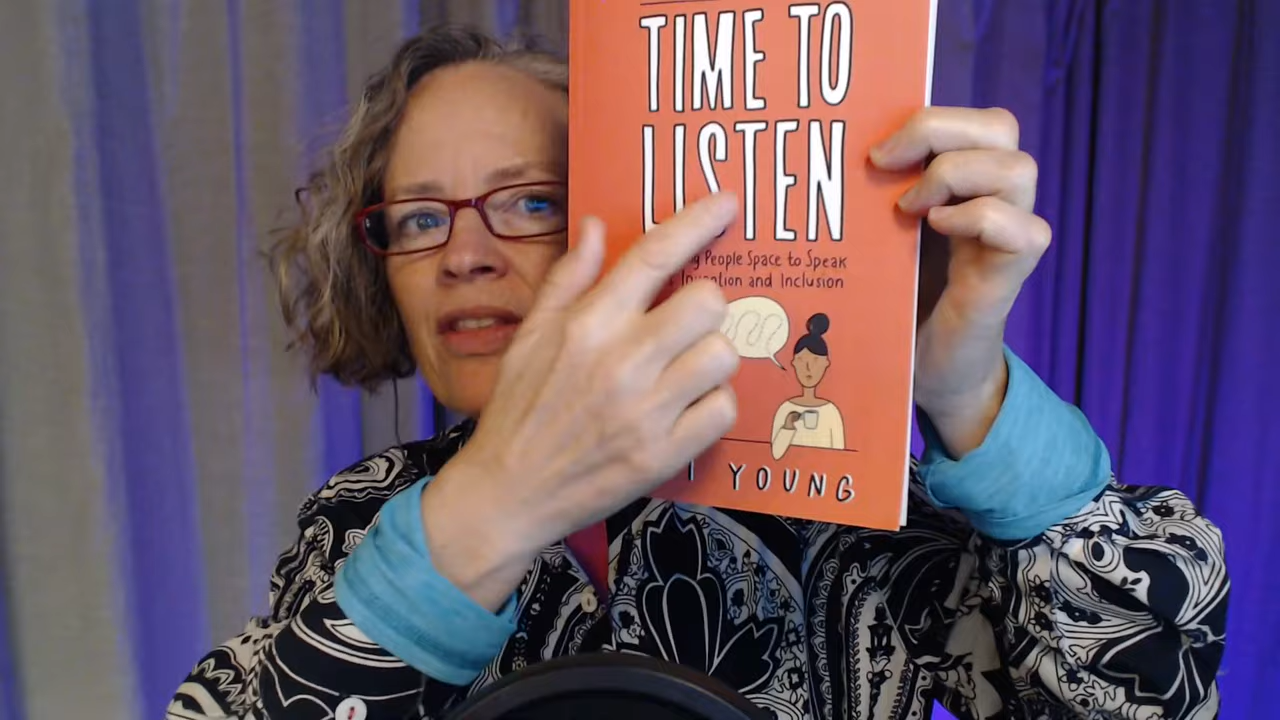 TIME TO
LISTEN
People Space to Speak
and Inclusion
YOUNG